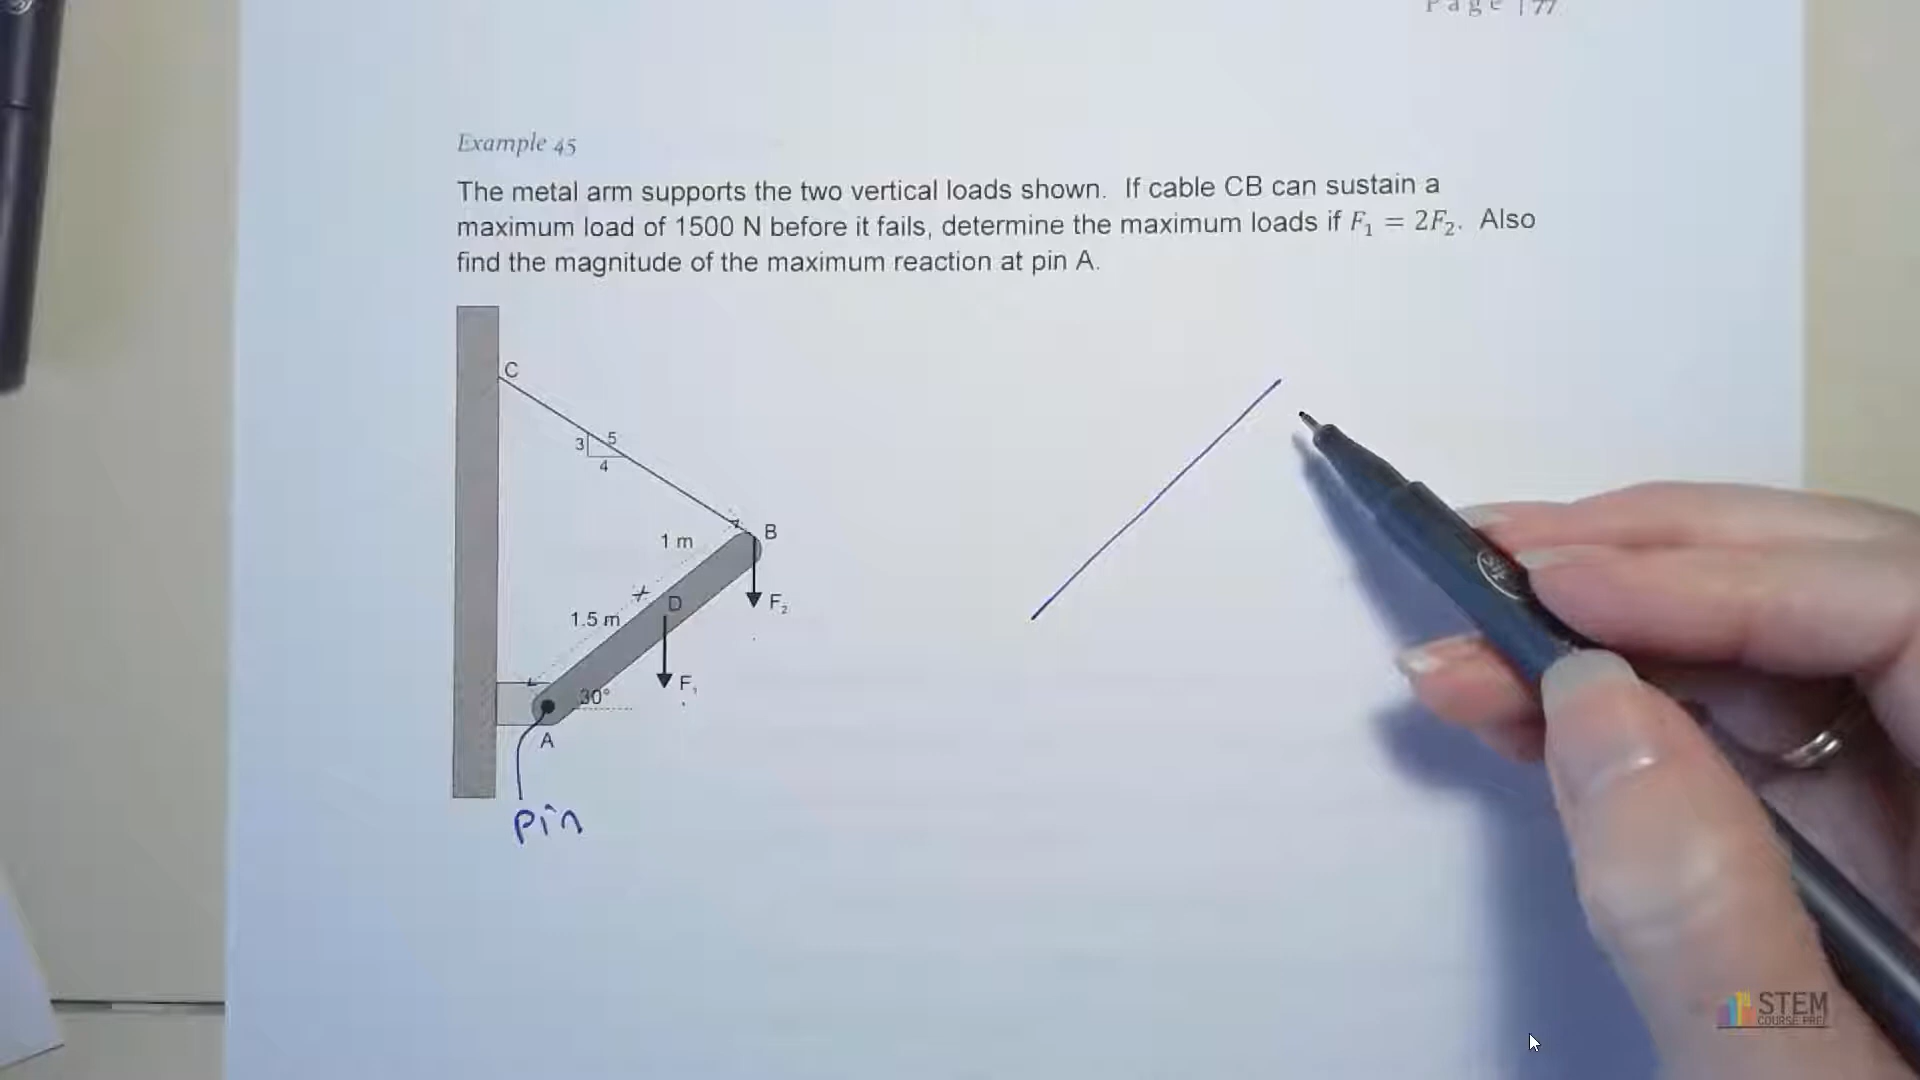 Page | 77
Example 45
The metal arm supports the two vertical loads shown. If cable CB can sustain a
maximum load of 1500 N before it fails, determine the maximum loads if F₁ = 2F₂. Also
find the magnitude of the maximum reaction at pin A.
C
3 5
4
B
1 m
D
F₂
1.5 m
F₁
30°
A
pin
STEM
COURSE PREP